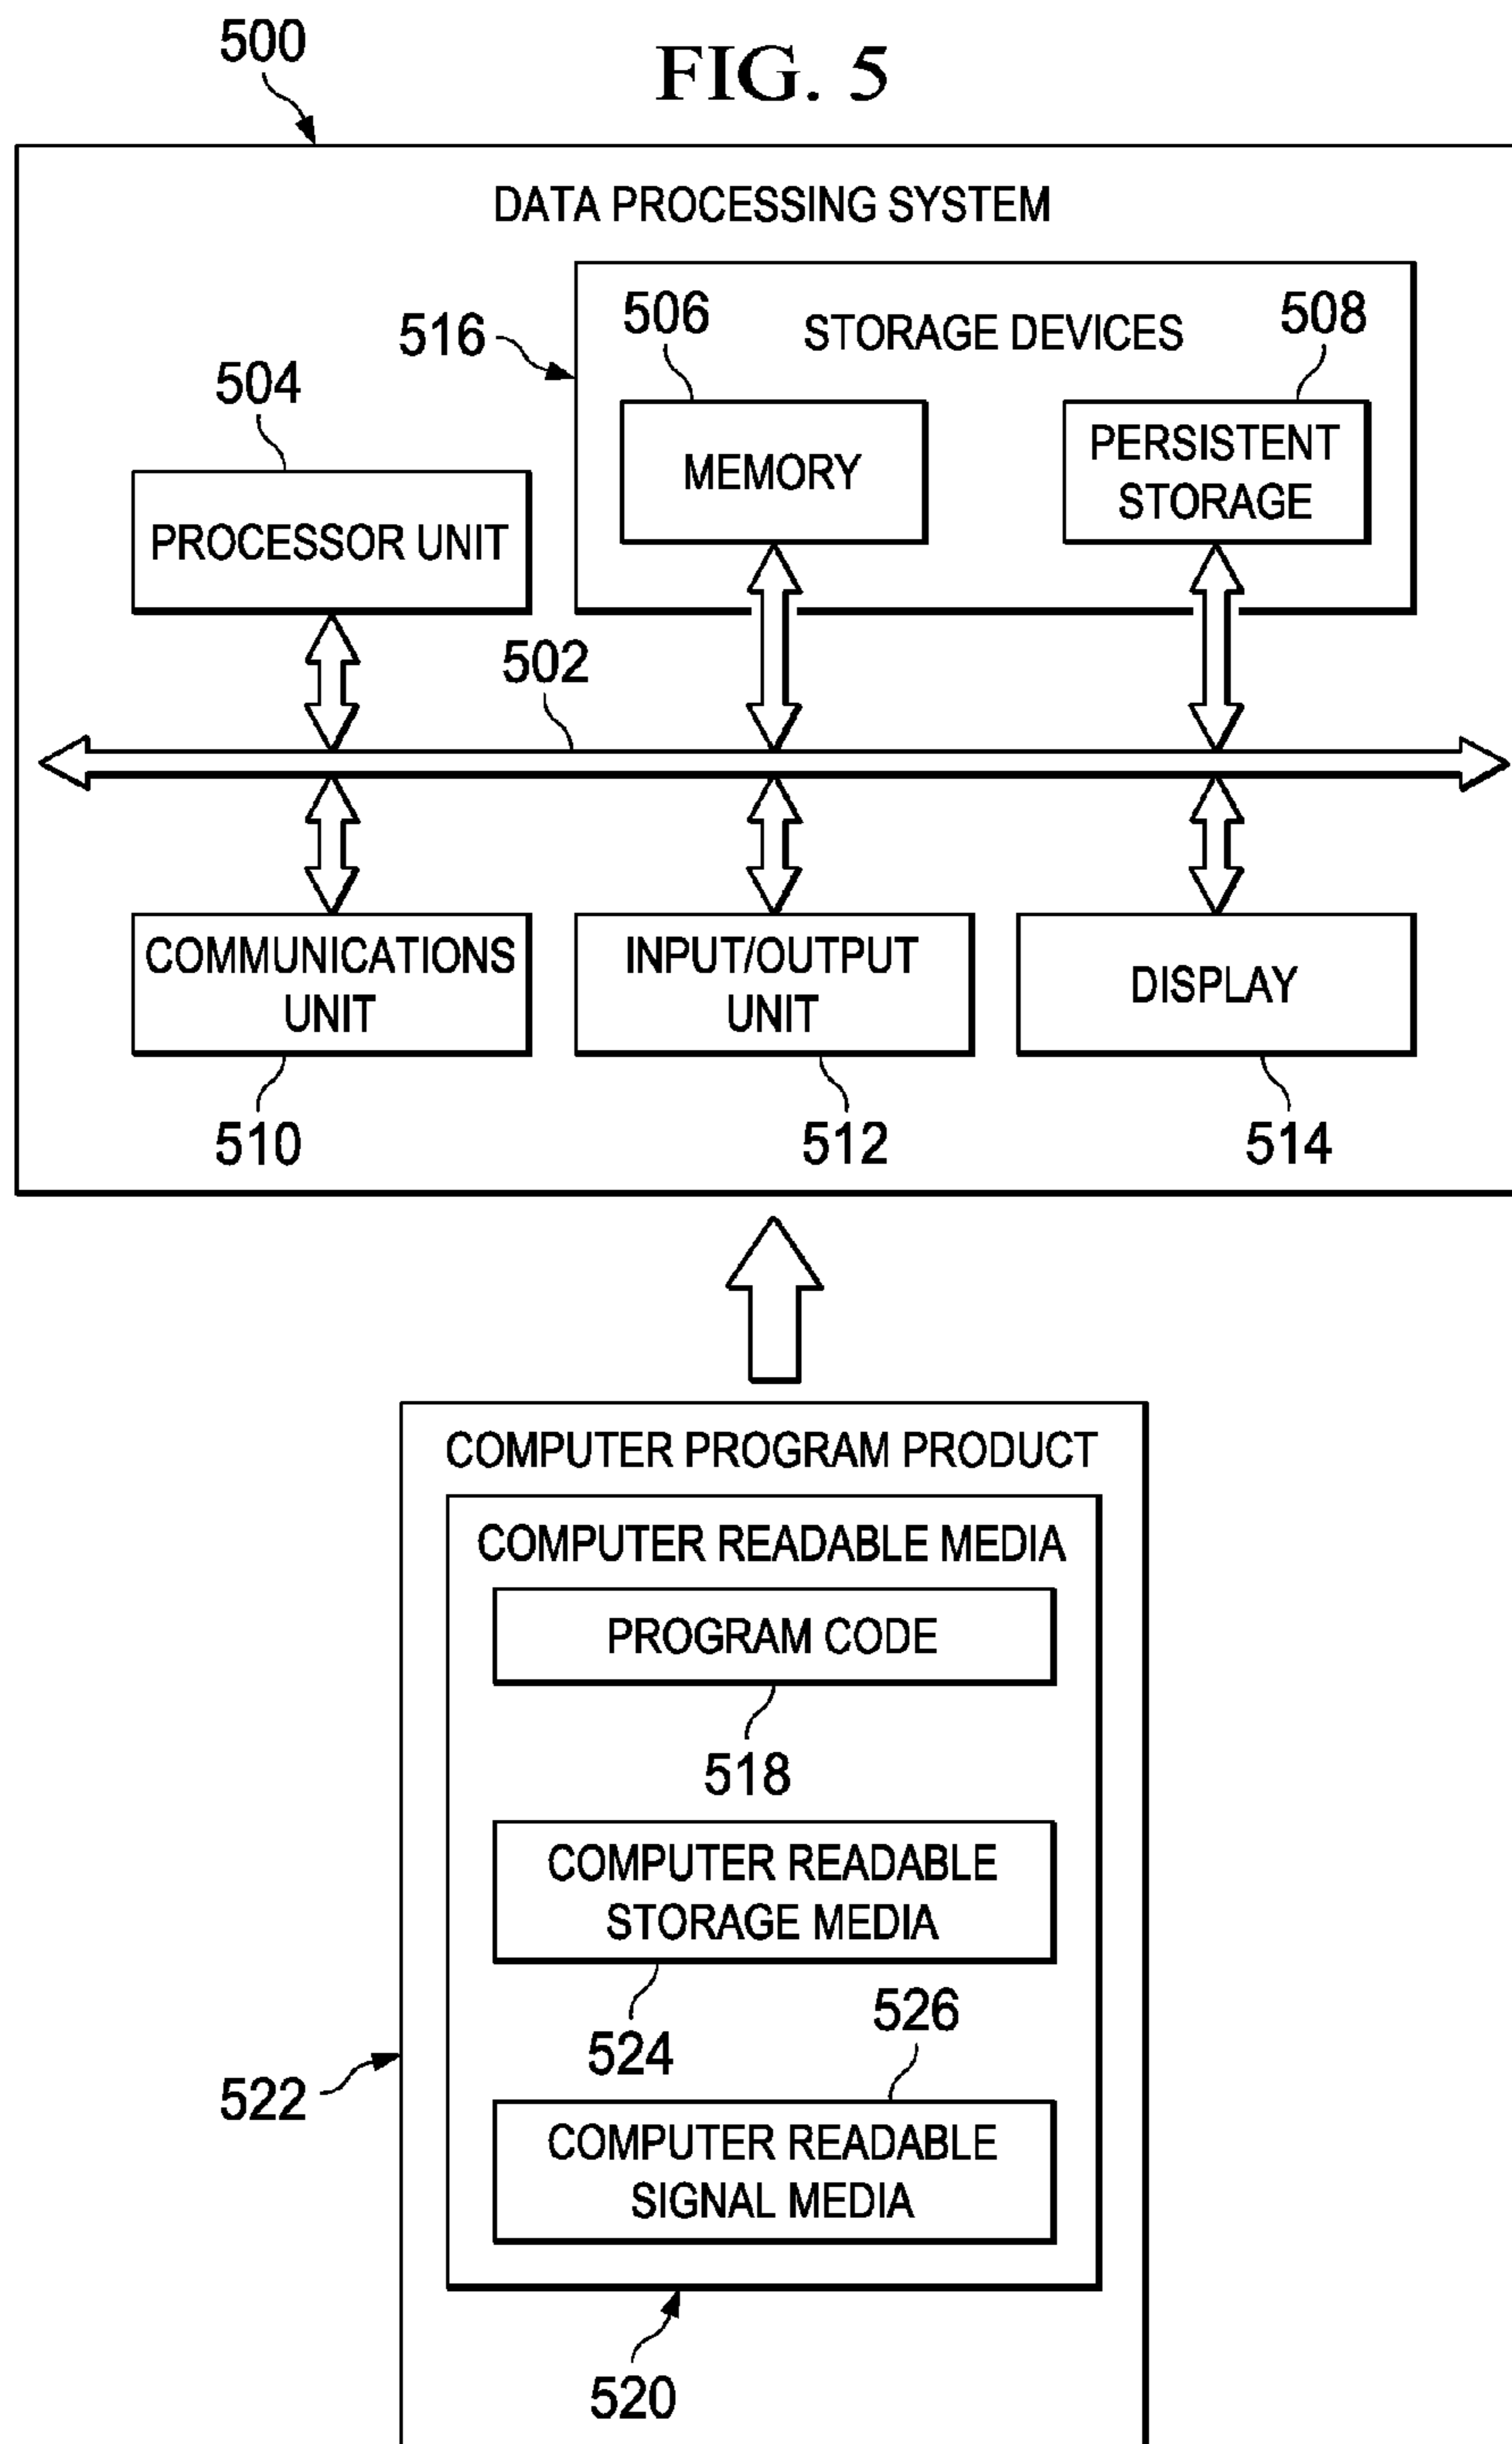 500
FIG. 5
DATA PROCESSING SYSTEM
516
506
STORAGE DEVICES
508
504
MEMORY
PERSISTENT
STORAGE
PROCESSOR UNIT
502
COMMUNICATIONS
UNIT
INPUT/OUTPUT
UNIT
DISPLAY
510
512
514
COMPUTER PROGRAM PRODUCT
COMPUTER READABLE MEDIA
PROGRAM CODE
518
COMPUTER READABLE
STORAGE MEDIA
524
526
522
COMPUTER READABLE
SIGNAL MEDIA
520